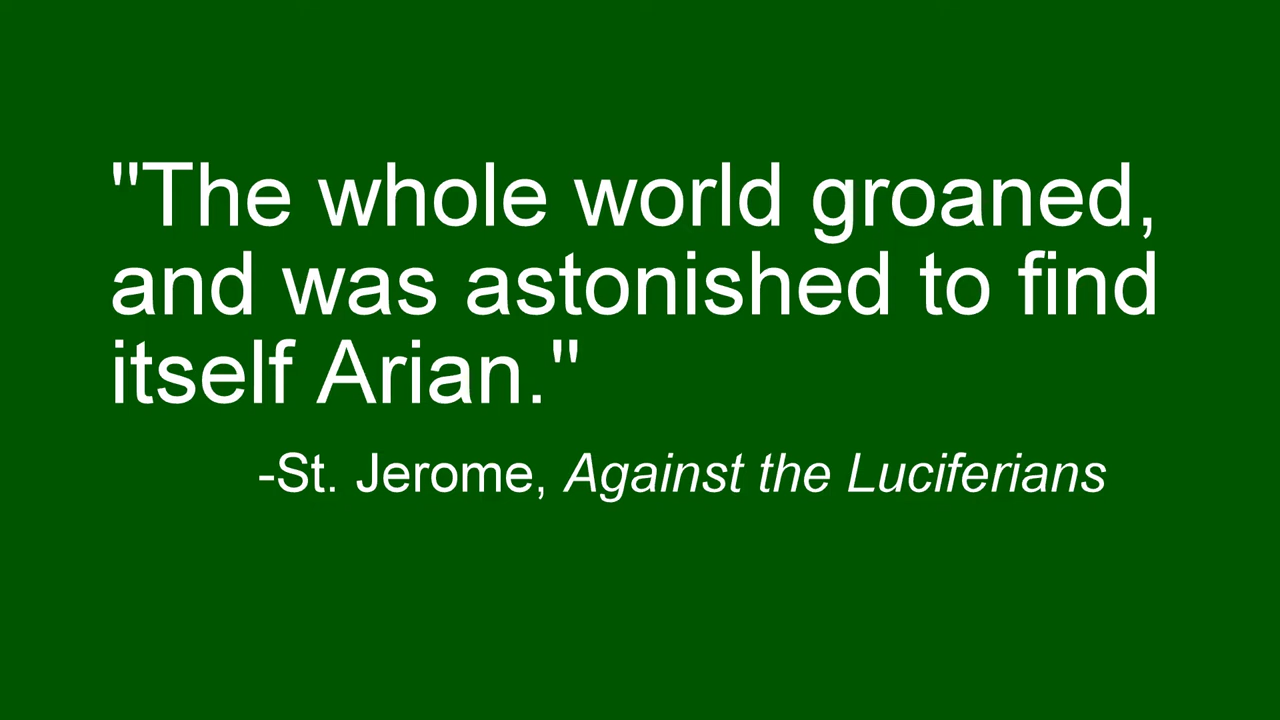 "The whole world groaned,
and was astonished to find
itself Arian."
-St. Jerome, Against the Luciferians